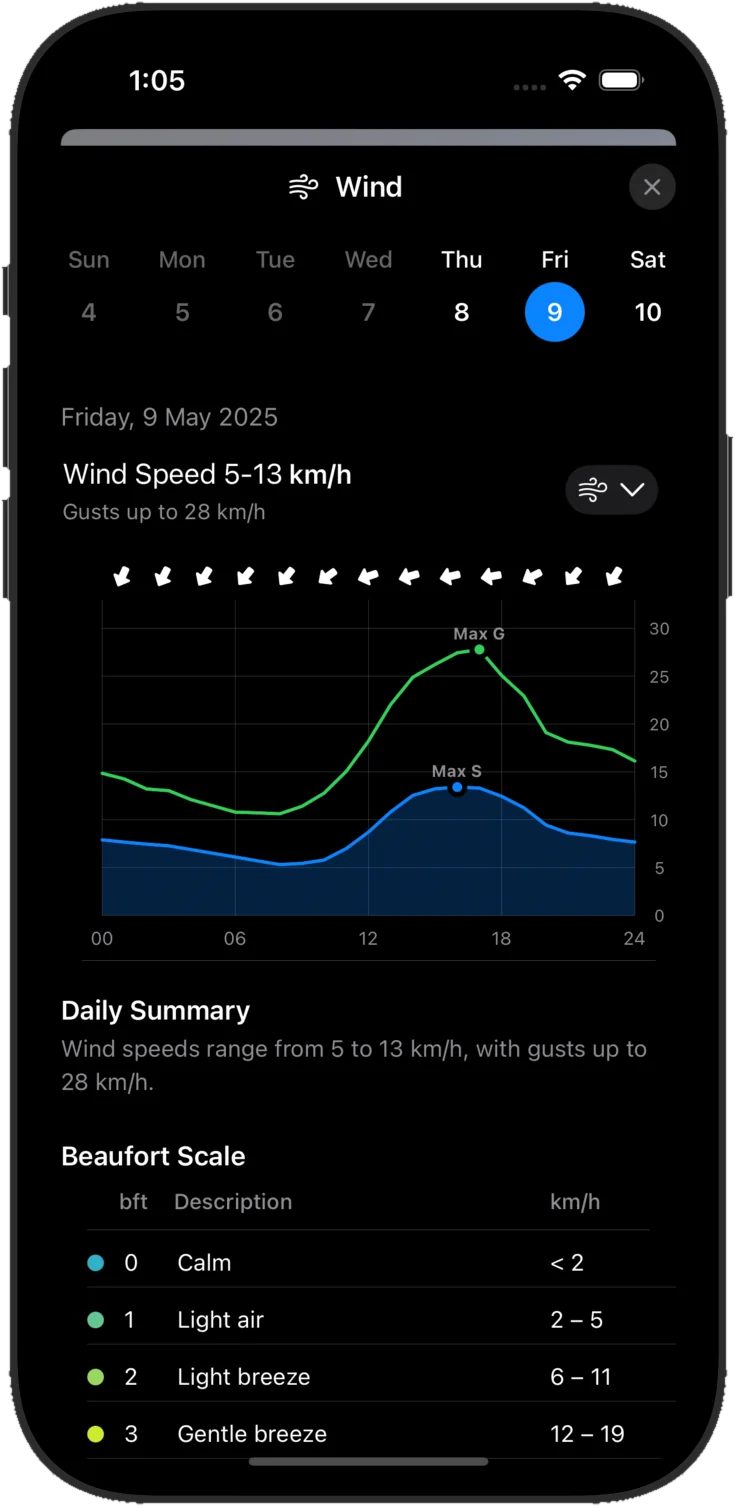 1:05
Wind
Sun Mon Tue Wed Thu Fri Sat
4 5 6 7 8 9 10
Friday, 9 May 2025
Wind Speed 5-13 km/h
Gusts up to 28 km/h
30
Max G
25
20
15
Max S
10
5
0
00 06 12 18 24
Daily Summary
Wind speeds range from 5 to 13 km/h, with gusts up to
28 km/h.
Beaufort Scale
bft Description km/h
0 Calm < 2
1 Light air 2 – 5
2 Light breeze 6 – 11
3 Gentle breeze 12 – 19